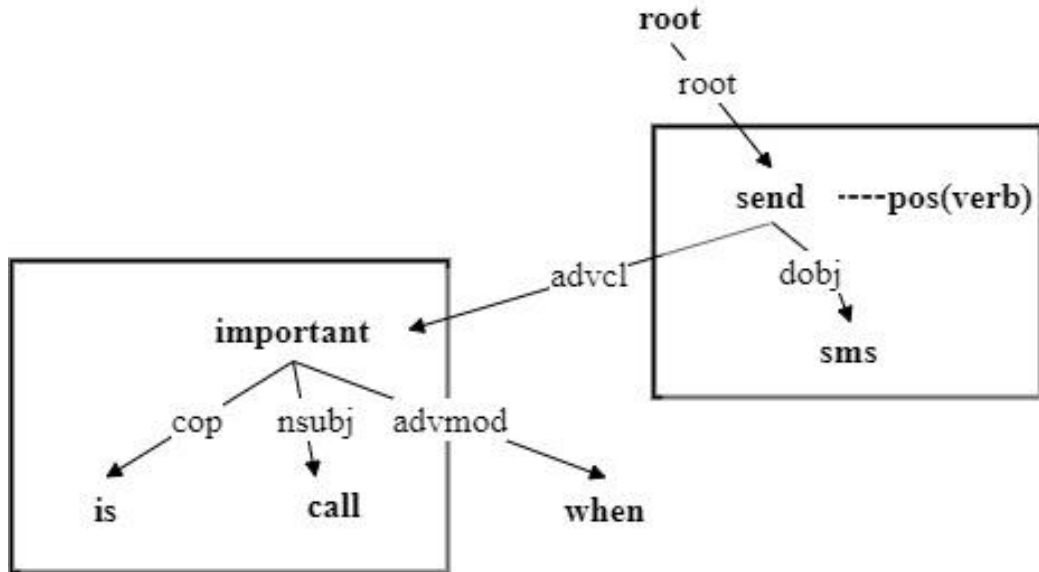 root
root
send ----pos(verb)
advcl dobj
important
sms
cop nsubj advmod
is call when